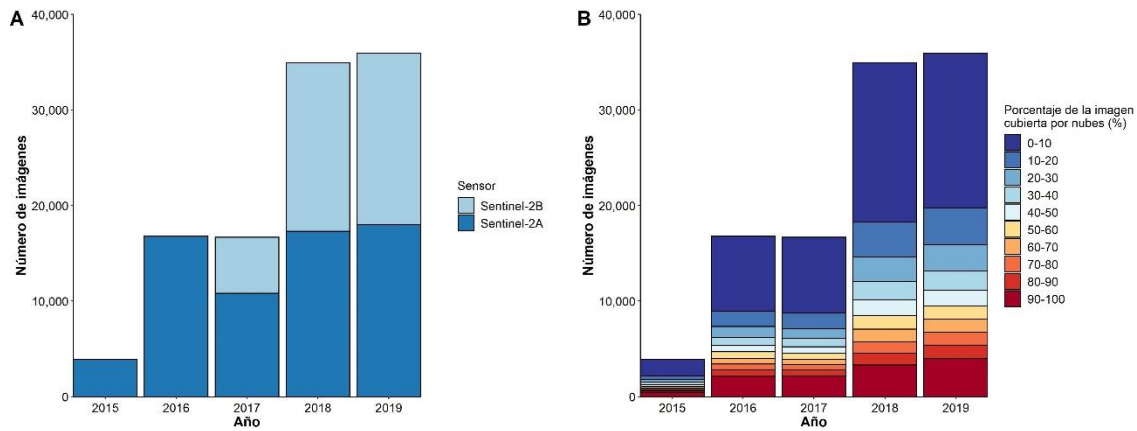 A
40,000
30,000
20,000
10,000
0
Número de imágenes
2015 2016 2017 2018 2019
Año
Sensor
Sentinel-2B
Sentinel-2A
B
40,000
30,000
20,000
10,000
0
Número de imágenes
2015 2016 2017 2018 2019
Año
Porcentaje de la imagen
cubierta por nubes (%)
0-10
10-20
20-30
30-40
40-50
50-60
60-70
70-80
80-90
90-100